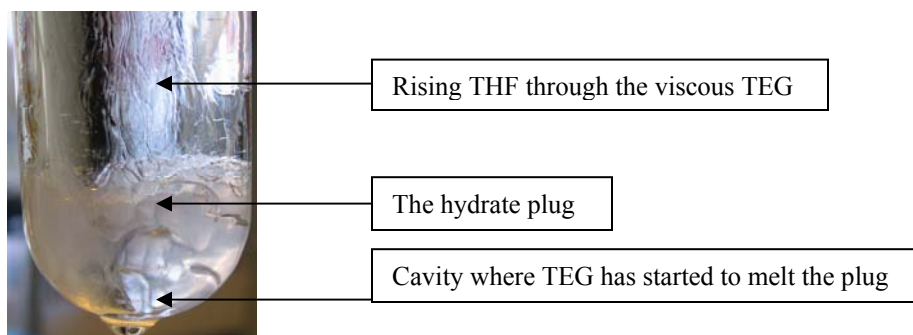 Rising THF through the viscous TEG
The hydrate plug
Cavity where TEG has started to melt the plug